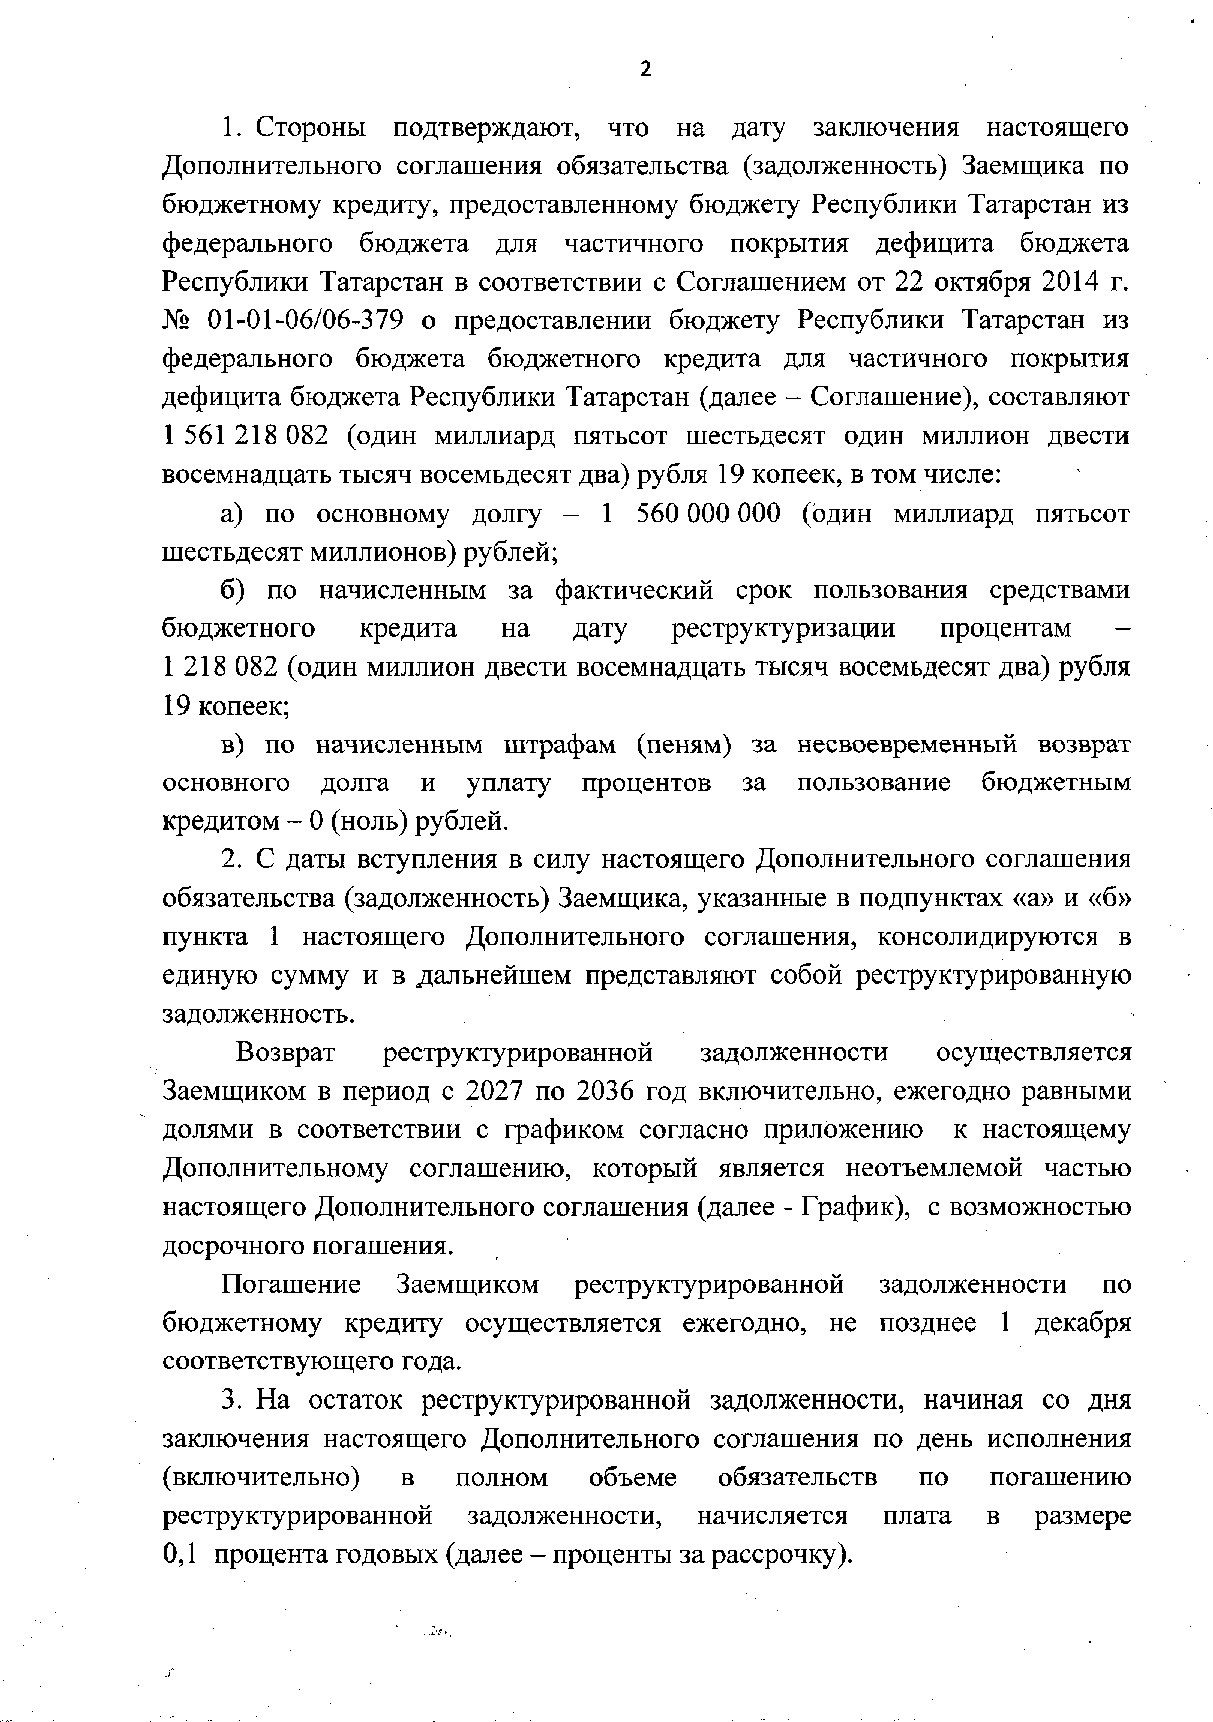 2
1. Стороны подтверждают, что на дату заключения настоящего
Дополнительного соглашения обязательства (задолженность) Заемщика по
бюджетному кредиту, предоставленному бюджету Республики Татарстан из
федерального бюджета для частичного покрытия дефицита бюджета
Республики Татарстан в соответствии с Соглашением от 22 октября 2014 г.
№ 01-01-06/06-379 о предоставлении бюджету Республики Татарстан из
федерального бюджета бюджетного кредита для частичного покрытия
дефицита бюджета Республики Татарстан (далее – Соглашение), составляют
1 561 218 082 (один миллиард пятьсот шестьдесят один миллион двести
восемнадцать тысяч восемьдесят два) рубля 19 копеек, в том числе:
а) по основному долгу – 1 560 000 000 (один миллиард пятьсот
шестьдесят миллионов) рублей;
б) по начисленным за фактический срок пользования средствами
бюджетного кредита на дату реструктуризации процентам –
1 218 082 (один миллион двести восемнадцать тысяч восемьдесят два) рубля
19 копеек;
в) по начисленным штрафам (пеням) за несвоевременный возврат
основного долга и уплату процентов за пользование бюджетным
кредитом – 0 (ноль) рублей.
2. С даты вступления в силу настоящего Дополнительного соглашения
обязательства (задолженность) Заемщика, указанные в подпунктах «а» и «б»
пункта 1 настоящего Дополнительного соглашения, консолидируются в
единую сумму и в дальнейшем представляют собой реструктурированную
задолженность.
Возврат реструктурированной задолженности осуществляется
Заемщиком в период с 2027 по 2036 год включительно, ежегодно равными
долями в соответствии с графиком согласно приложению к настоящему
Дополнительному соглашению, который является неотъемлемой частью
настоящего Дополнительного соглашения (далее - График), с возможностью
досрочного погашения.
Погашение Заемщиком реструктурированной задолженности по
бюджетному кредиту осуществляется ежегодно, не позднее 1 декабря
соответствующего года.
3. На остаток реструктурированной задолженности, начиная со дня
заключения настоящего Дополнительного соглашения по день исполнения
(включительно) в полном объеме обязательств по погашению
реструктурированной задолженности, начисляется плата в размере
0,1 процента годовых (далее – проценты за рассрочку).